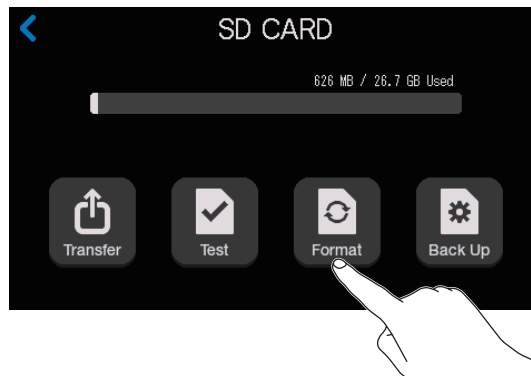 SD CARD
626 MB / 26.7 GB Used
Transfer
Test
Format
Back Up